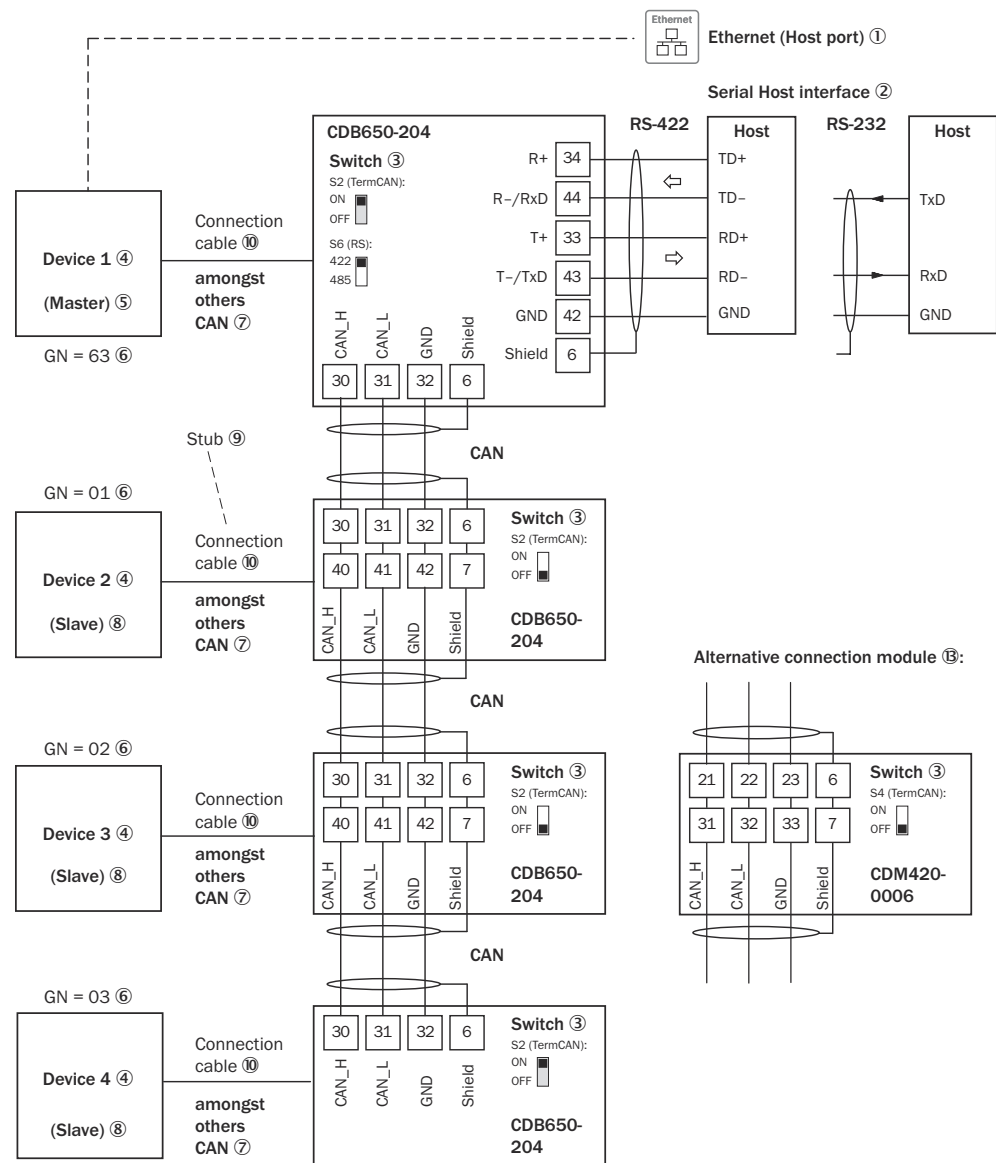 Ethernet
Ethernet (Host port) ①
Serial Host interface ②
RS-422
RS-232
CDB650-204
Switch ③
S2 (TermCAN):
ON
OFF
S6 (RS):
422
485
R+ 34
R–/RxD 44
T+ 33
T–/TxD 43
GND 42
Shield 6
Host
TD+
TD–
RD+
RD–
GND
Host
TxD
RxD
GND
Device 1 ④
(Master) ⑤
GN = 63 ⑥
Connection
cable ⑩
amongst
others
CAN ⑦
CAN_H
CAN_L
GND
Shield
30 31 32 6
CAN
Stub ⑨
GN = 01 ⑥
Device 2 ④
(Slave) ⑧
Connection
cable ⑩
amongst
others
CAN ⑦
30 31 32 6
40 41 42 7
CAN_H
CAN_L
GND
Shield
Switch ③
S2 (TermCAN):
ON
OFF
CDB650-
204
CAN
GN = 02 ⑥
Device 3 ④
(Slave) ⑧
Connection
cable ⑩
amongst
others
CAN ⑦
30 31 32 6
40 41 42 7
CAN_H
CAN_L
GND
Shield
Switch ③
S2 (TermCAN):
ON
OFF
CDB650-
204
CAN
Alternative connection module ⑬:
21 22 23 6
31 32 33 7
CAN_H
CAN_L
GND
Shield
Switch ③
S4 (TermCAN):
ON
OFF
CDM420-
0006
GN = 03 ⑥
Device 4 ④
(Slave) ⑧
Connection
cable ⑩
amongst
others
CAN ⑦
30 31 32 6
CAN_H
CAN_L
GND
Shield
Switch ③
S2 (TermCAN):
ON
OFF
CDB650-
204